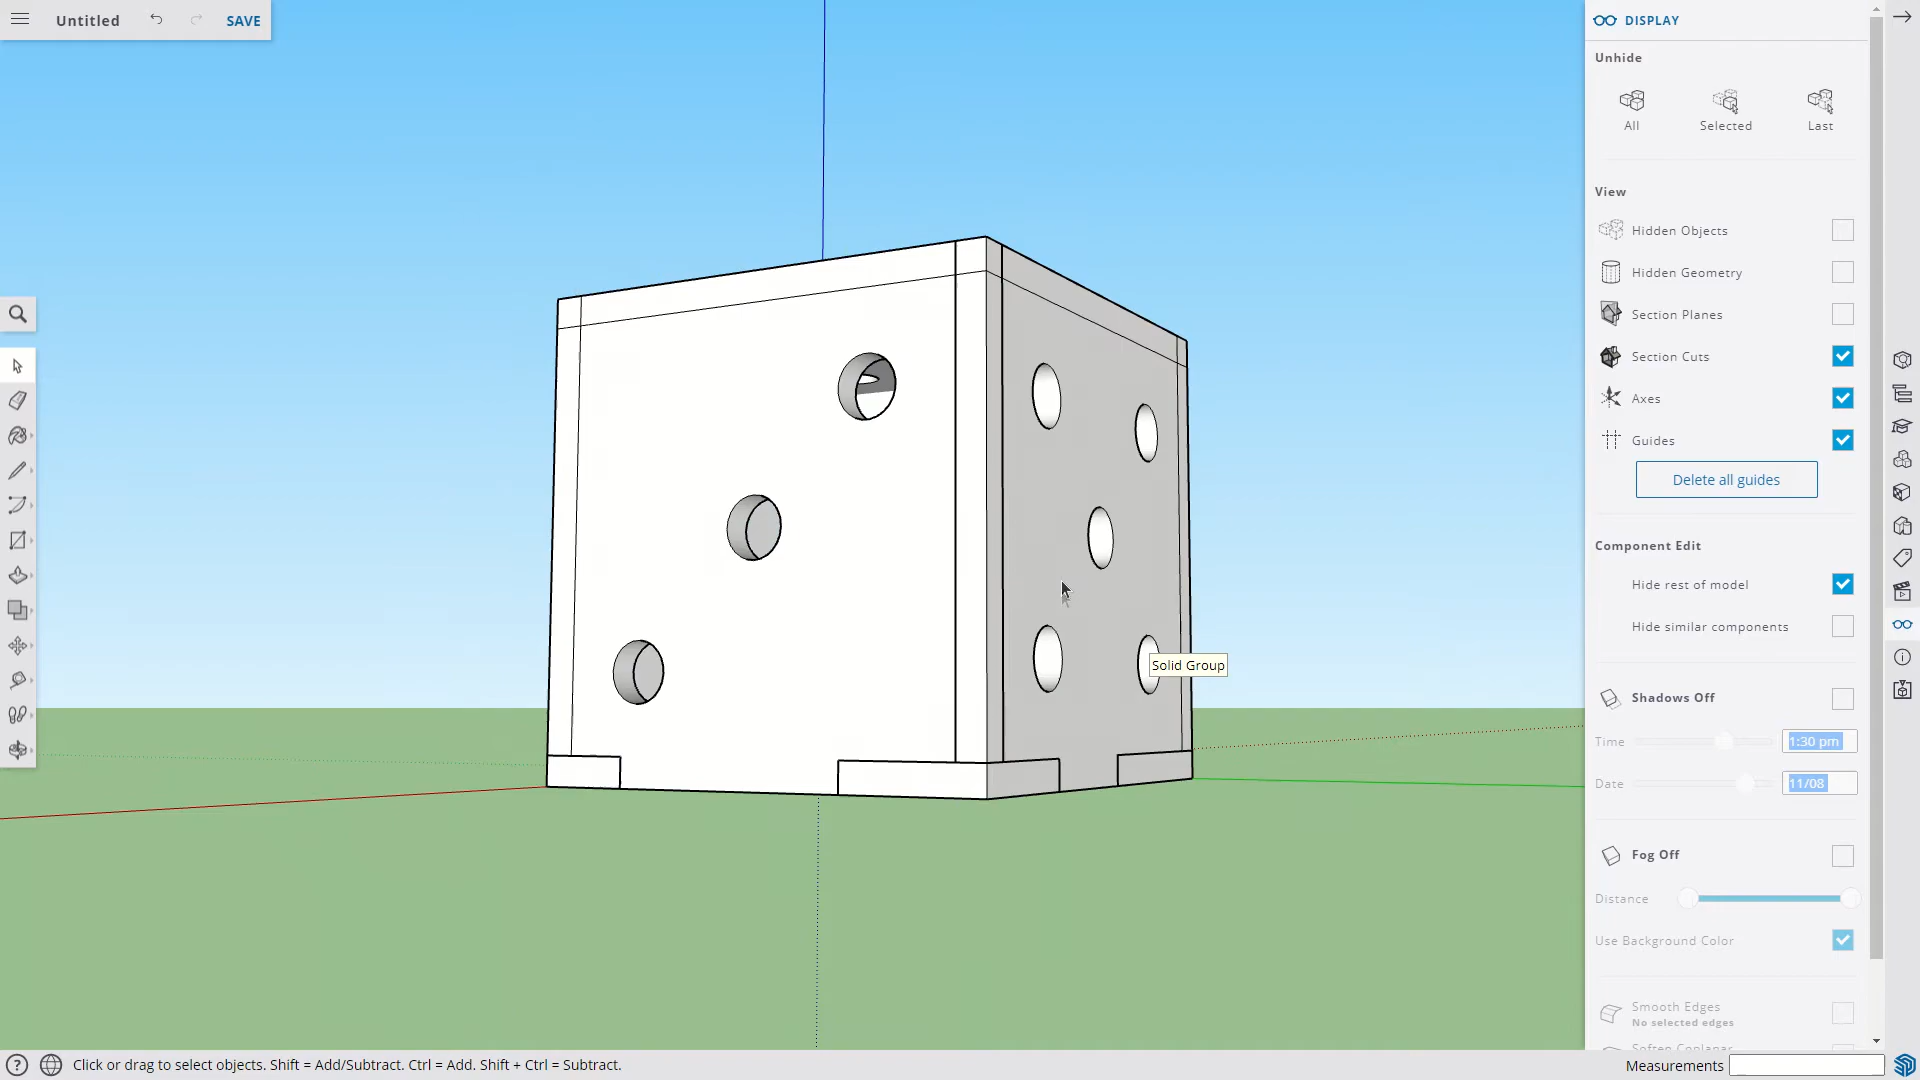 Untitled
SAVE
DISPLAY
Unhide
All
Selected
Last
View
Hidden Objects
Hidden Geometry
Section Planes
Section Cuts
Axes
Guides
Delete all guides
Component Edit
Hide rest of model
Hide similar components
Solid Group
Shadows Off
Time
1:30 pm
Date
11/08
Fog Off
Distance
Use Background Color
Smooth Edges
No selected edges
Soften Coplanar
Click or drag to select objects. Shift = Add/Subtract. Ctrl = Add. Shift + Ctrl = Subtract.
Measurements